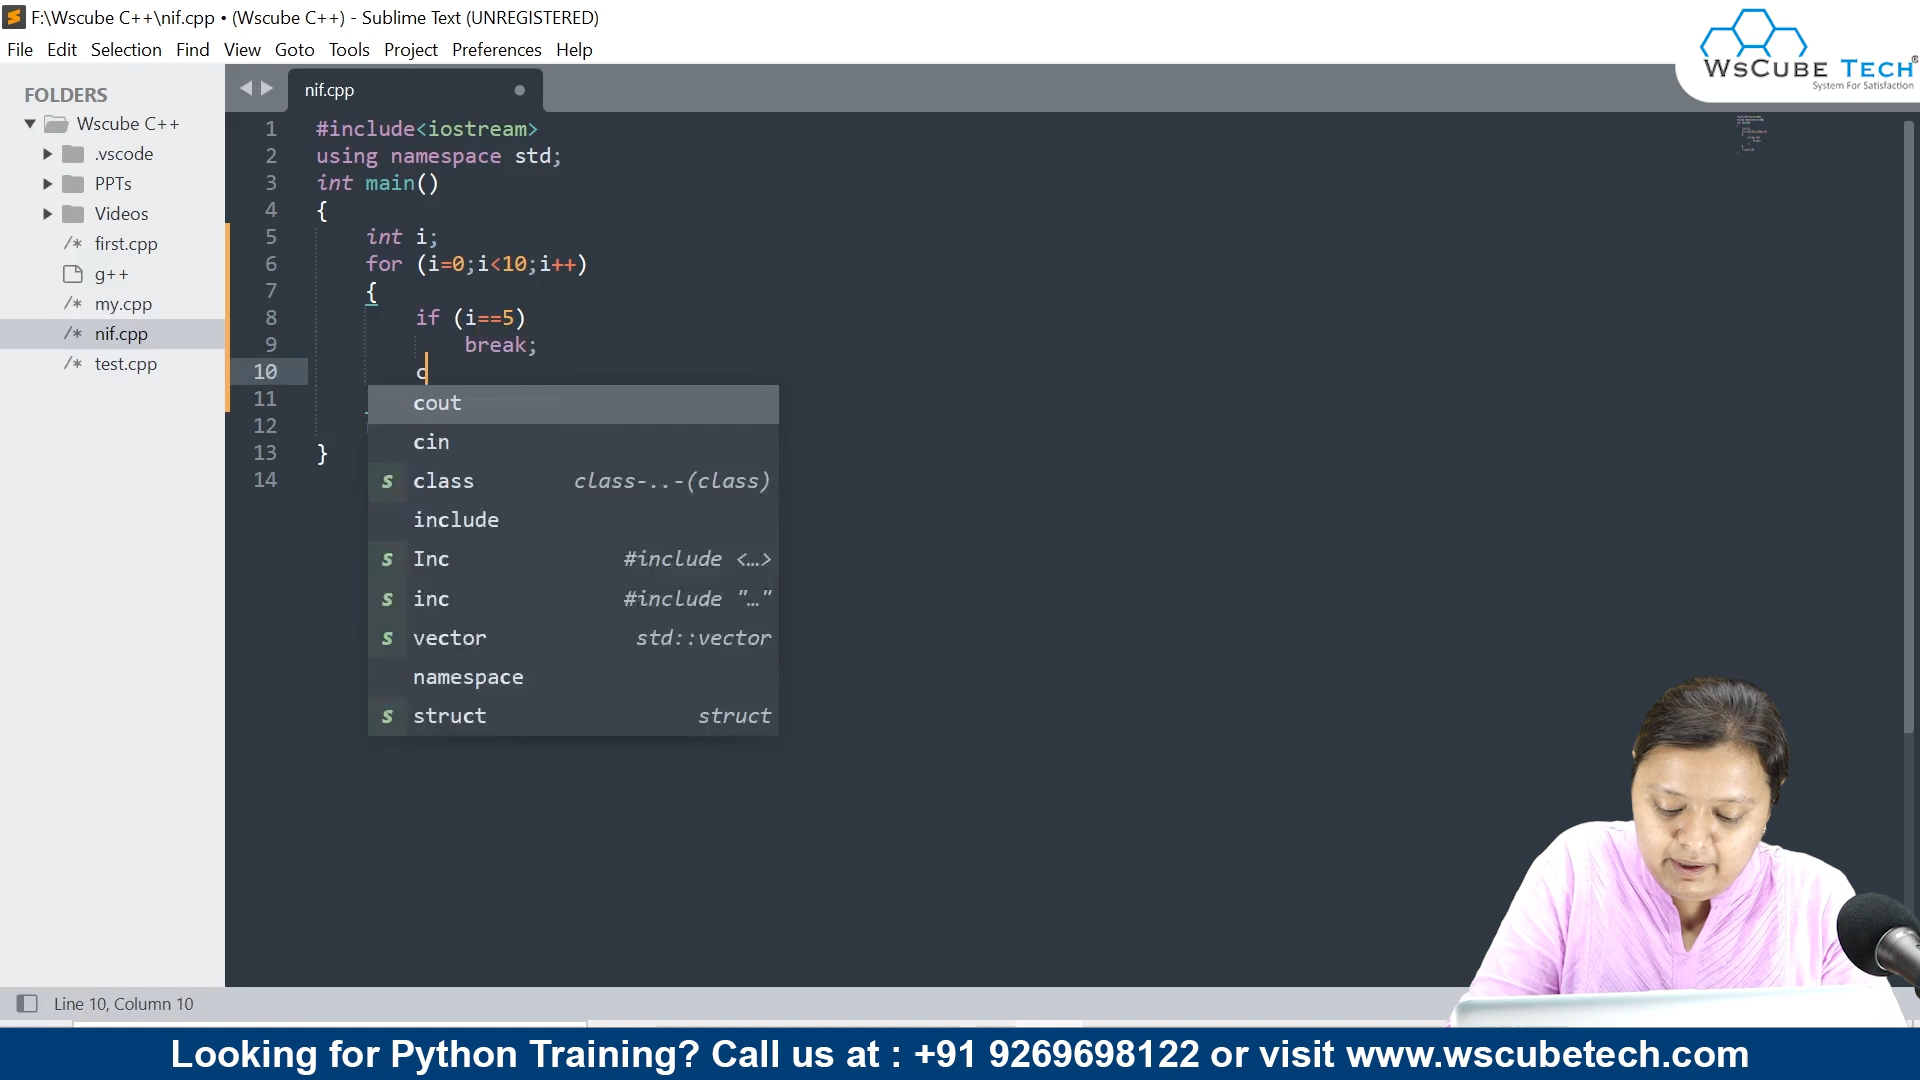 F:\Wscube C++\nif.cpp • (Wscube C++) - Sublime Text (UNREGISTERED)
File Edit Selection Find View Goto Tools Project Preferences Help
WsCube TECH®
System For Satisfaction
FOLDERS
Wscube C++
.vscode
PPTs
Videos
/* first.cpp
g++
/* my.cpp
/* nif.cpp
/* test.cpp
nif.cpp
1 #include<iostream>
2 using namespace std;
3 int main()
4 {
5 int i;
6 for (i=0;i<10;i++)
7 {
8 if (i==5)
9 break;
10 c
11
12
13 }
14
cout
cin
s class class-..-(class)
include
s Inc #include <…>
s inc #include "…"
s vector std::vector
namespace
s struct struct
Line 10, Column 10
Looking for Python Training? Call us at : +91 9269698122 or visit www.wscubetech.com